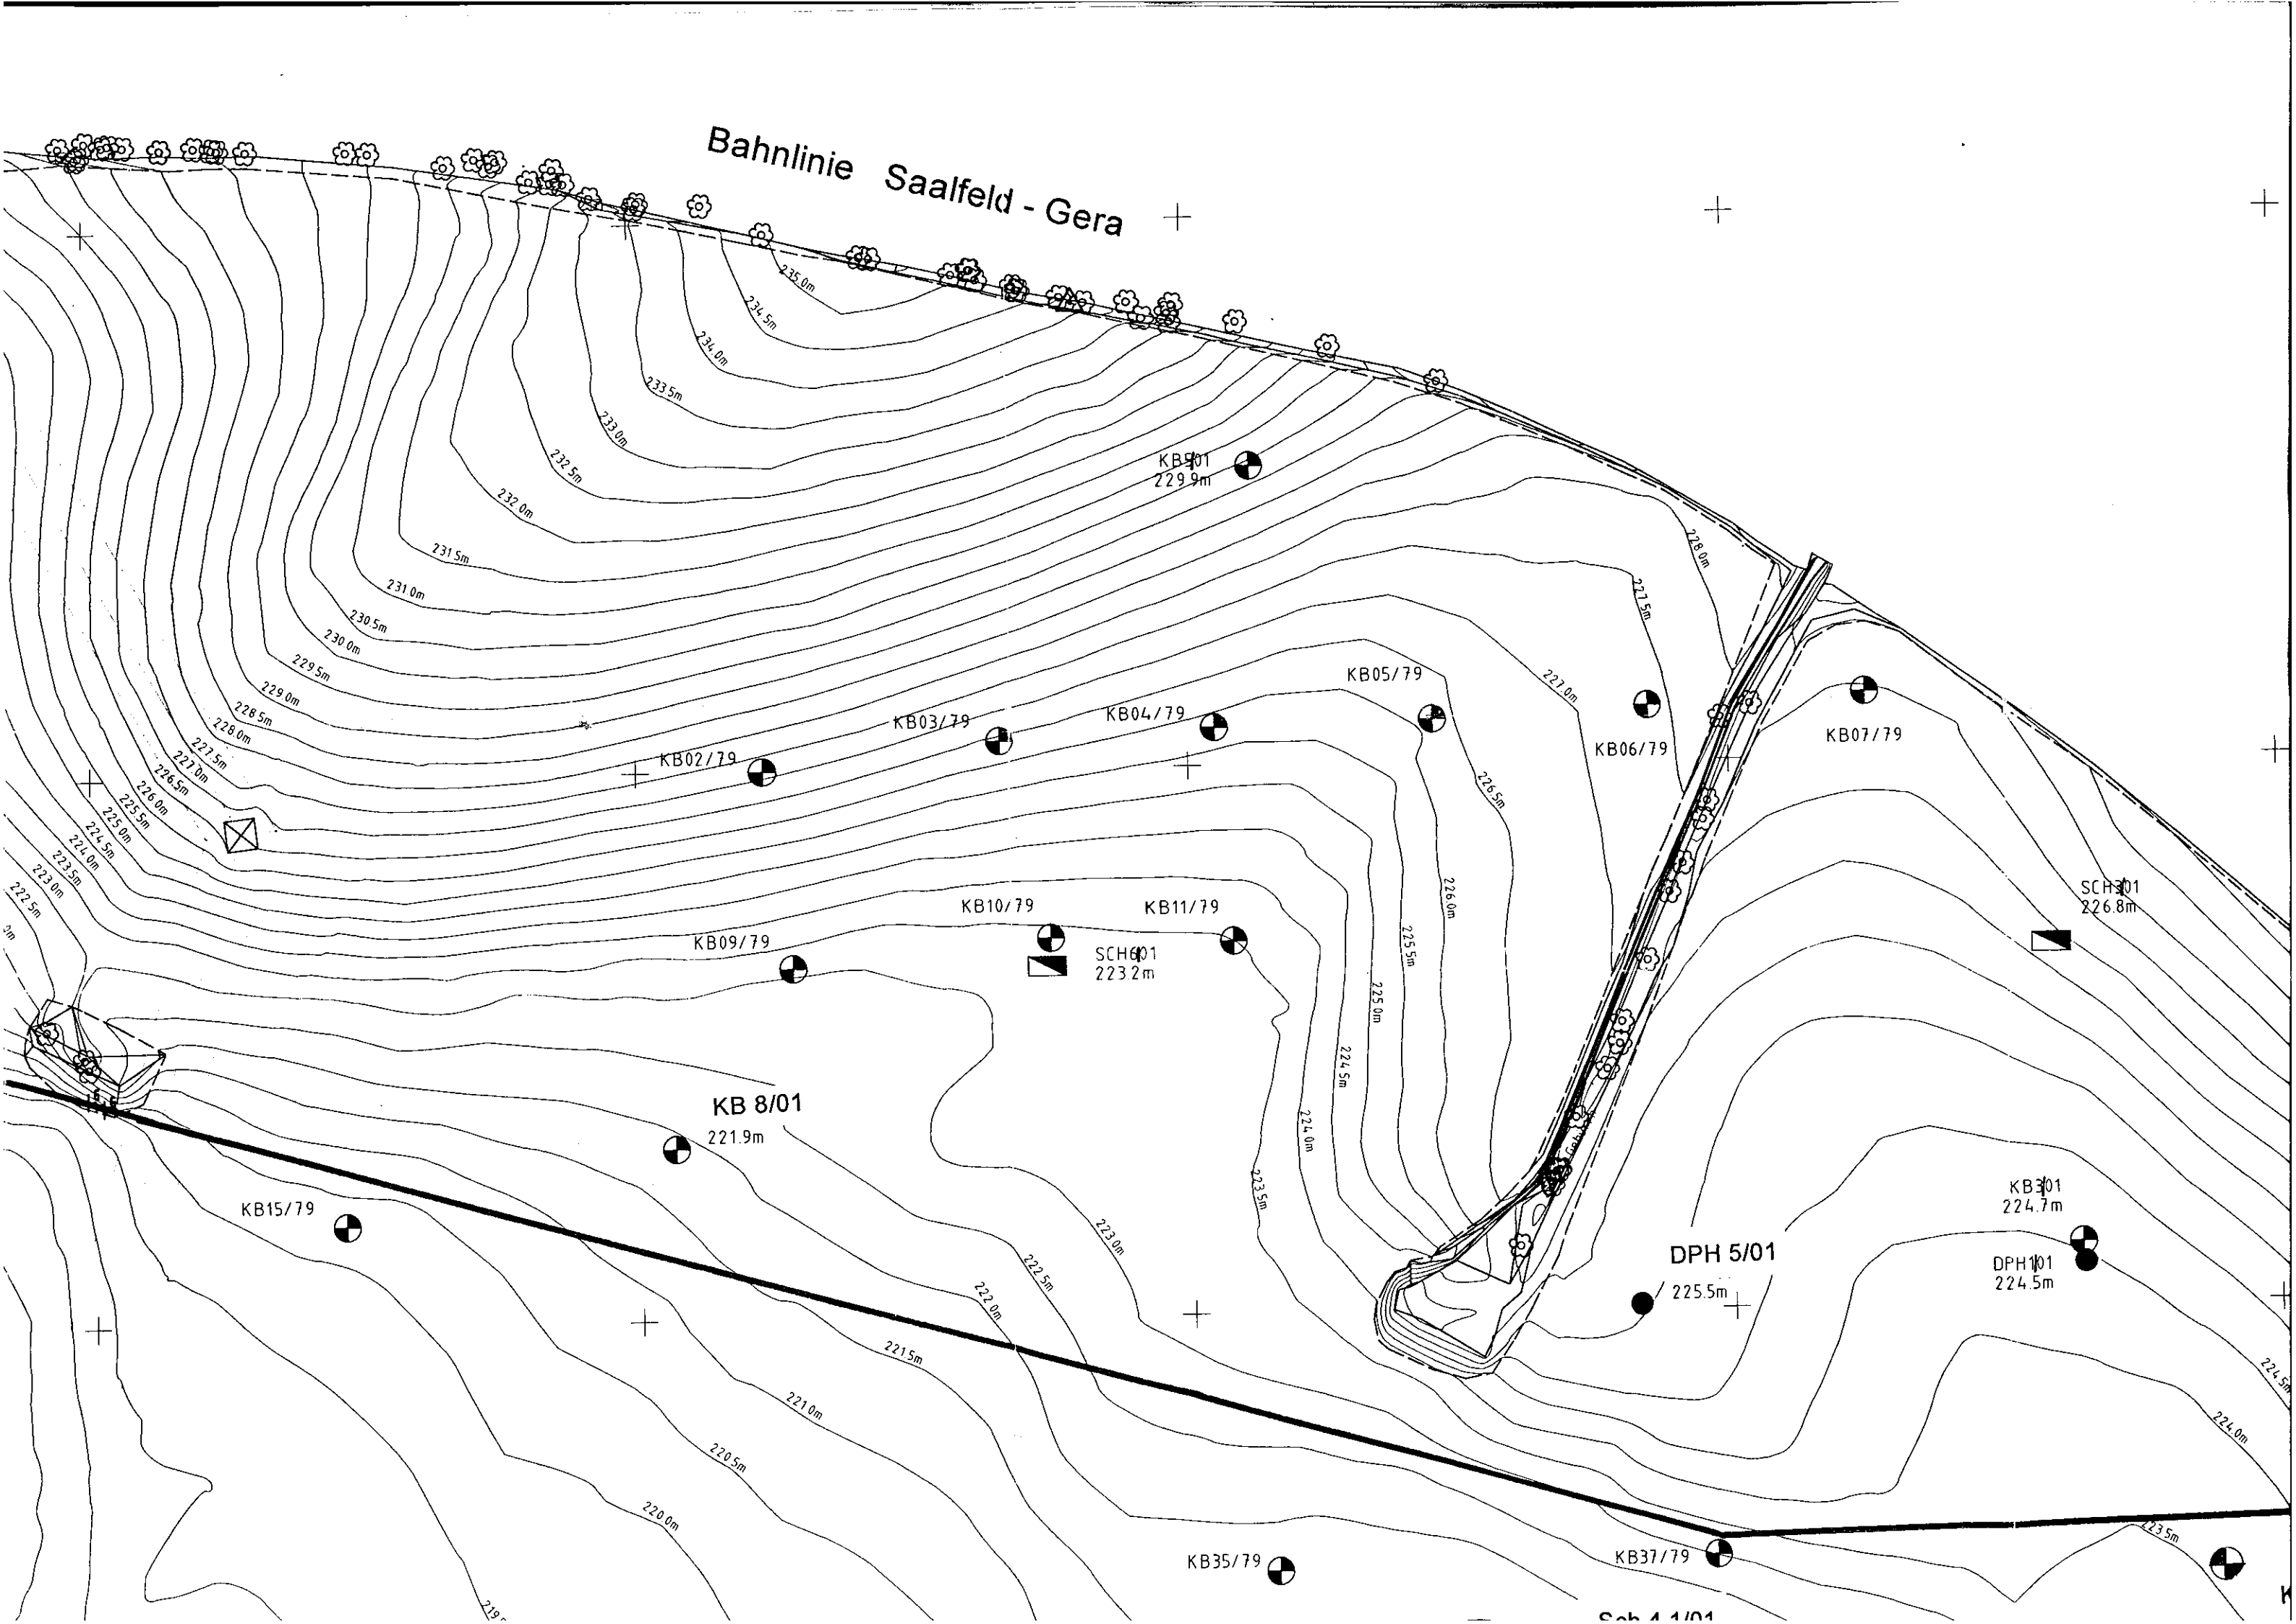 Bahnlinie Saalfeld - Gera
235.0m
234.5m
234.0m
233.5m
233.0m
232.5m
232.0m
231.5m
231.0m
230.5m
230.0m
229.5m
229.0m
228.5m
228.0m
227.5m
227.0m
226.5m
226.0m
225.5m
225.0m
224.5m
224.0m
223.5m
223.0m
222.5m
229.9m
228.0m
227.5m
227.0m
KB05/79
KB04/79
KB03/79
KB02/79
KB06/79
KB07/79
226.5m
226.0m
225.5m
225.0m
224.5m
224.0m
223.5m
226.8m
KB10/79
KB11/79
KB09/79
223.2m
KB 8/01
221.9m
KB15/79
224.7m
DPH 5/01
225.5m
224.5m
223.0m
222.5m
222.0m
221.5m
221.0m
220.5m
220.0m
224.5m
224.0m
223.5m
KB35/79
KB37/79